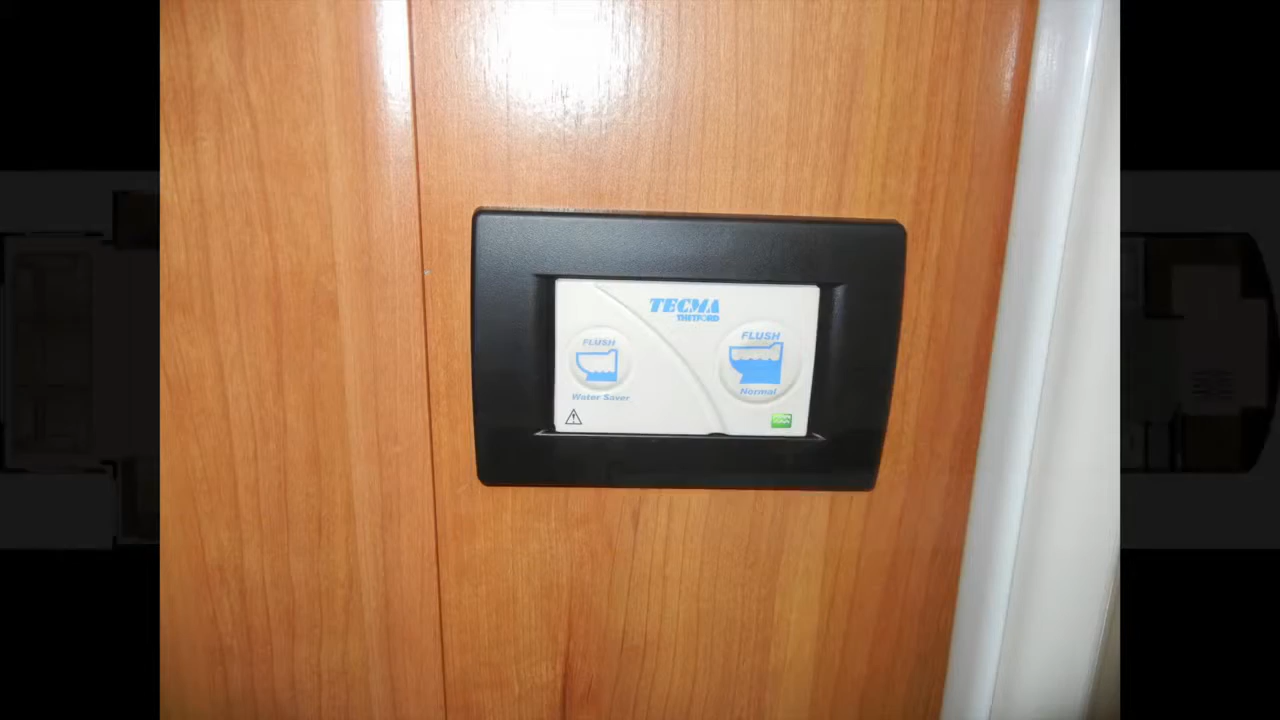 TECMA
THETFORD
FLUSH
Water Saver
FLUSH
Normal